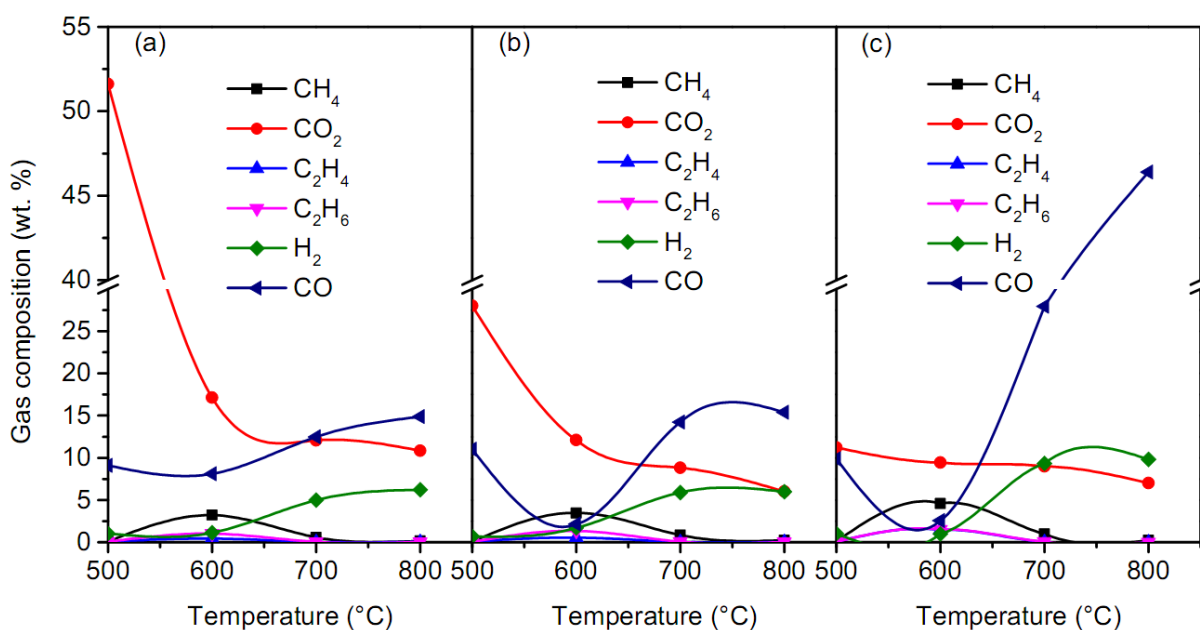 Gas composition (wt. %)
55
50
45
40
25
20
15
10
5
0
(a)
CH₄
CO₂
C₂H₄
C₂H₆
H₂
CO
500 600 700 800
Temperature (°C)
(b)
CH₄
CO₂
C₂H₄
C₂H₆
H₂
CO
500 600 700 800
Temperature (°C)
(c)
CH₄
CO₂
C₂H₄
C₂H₆
H₂
CO
500 600 700 800
Temperature (°C)